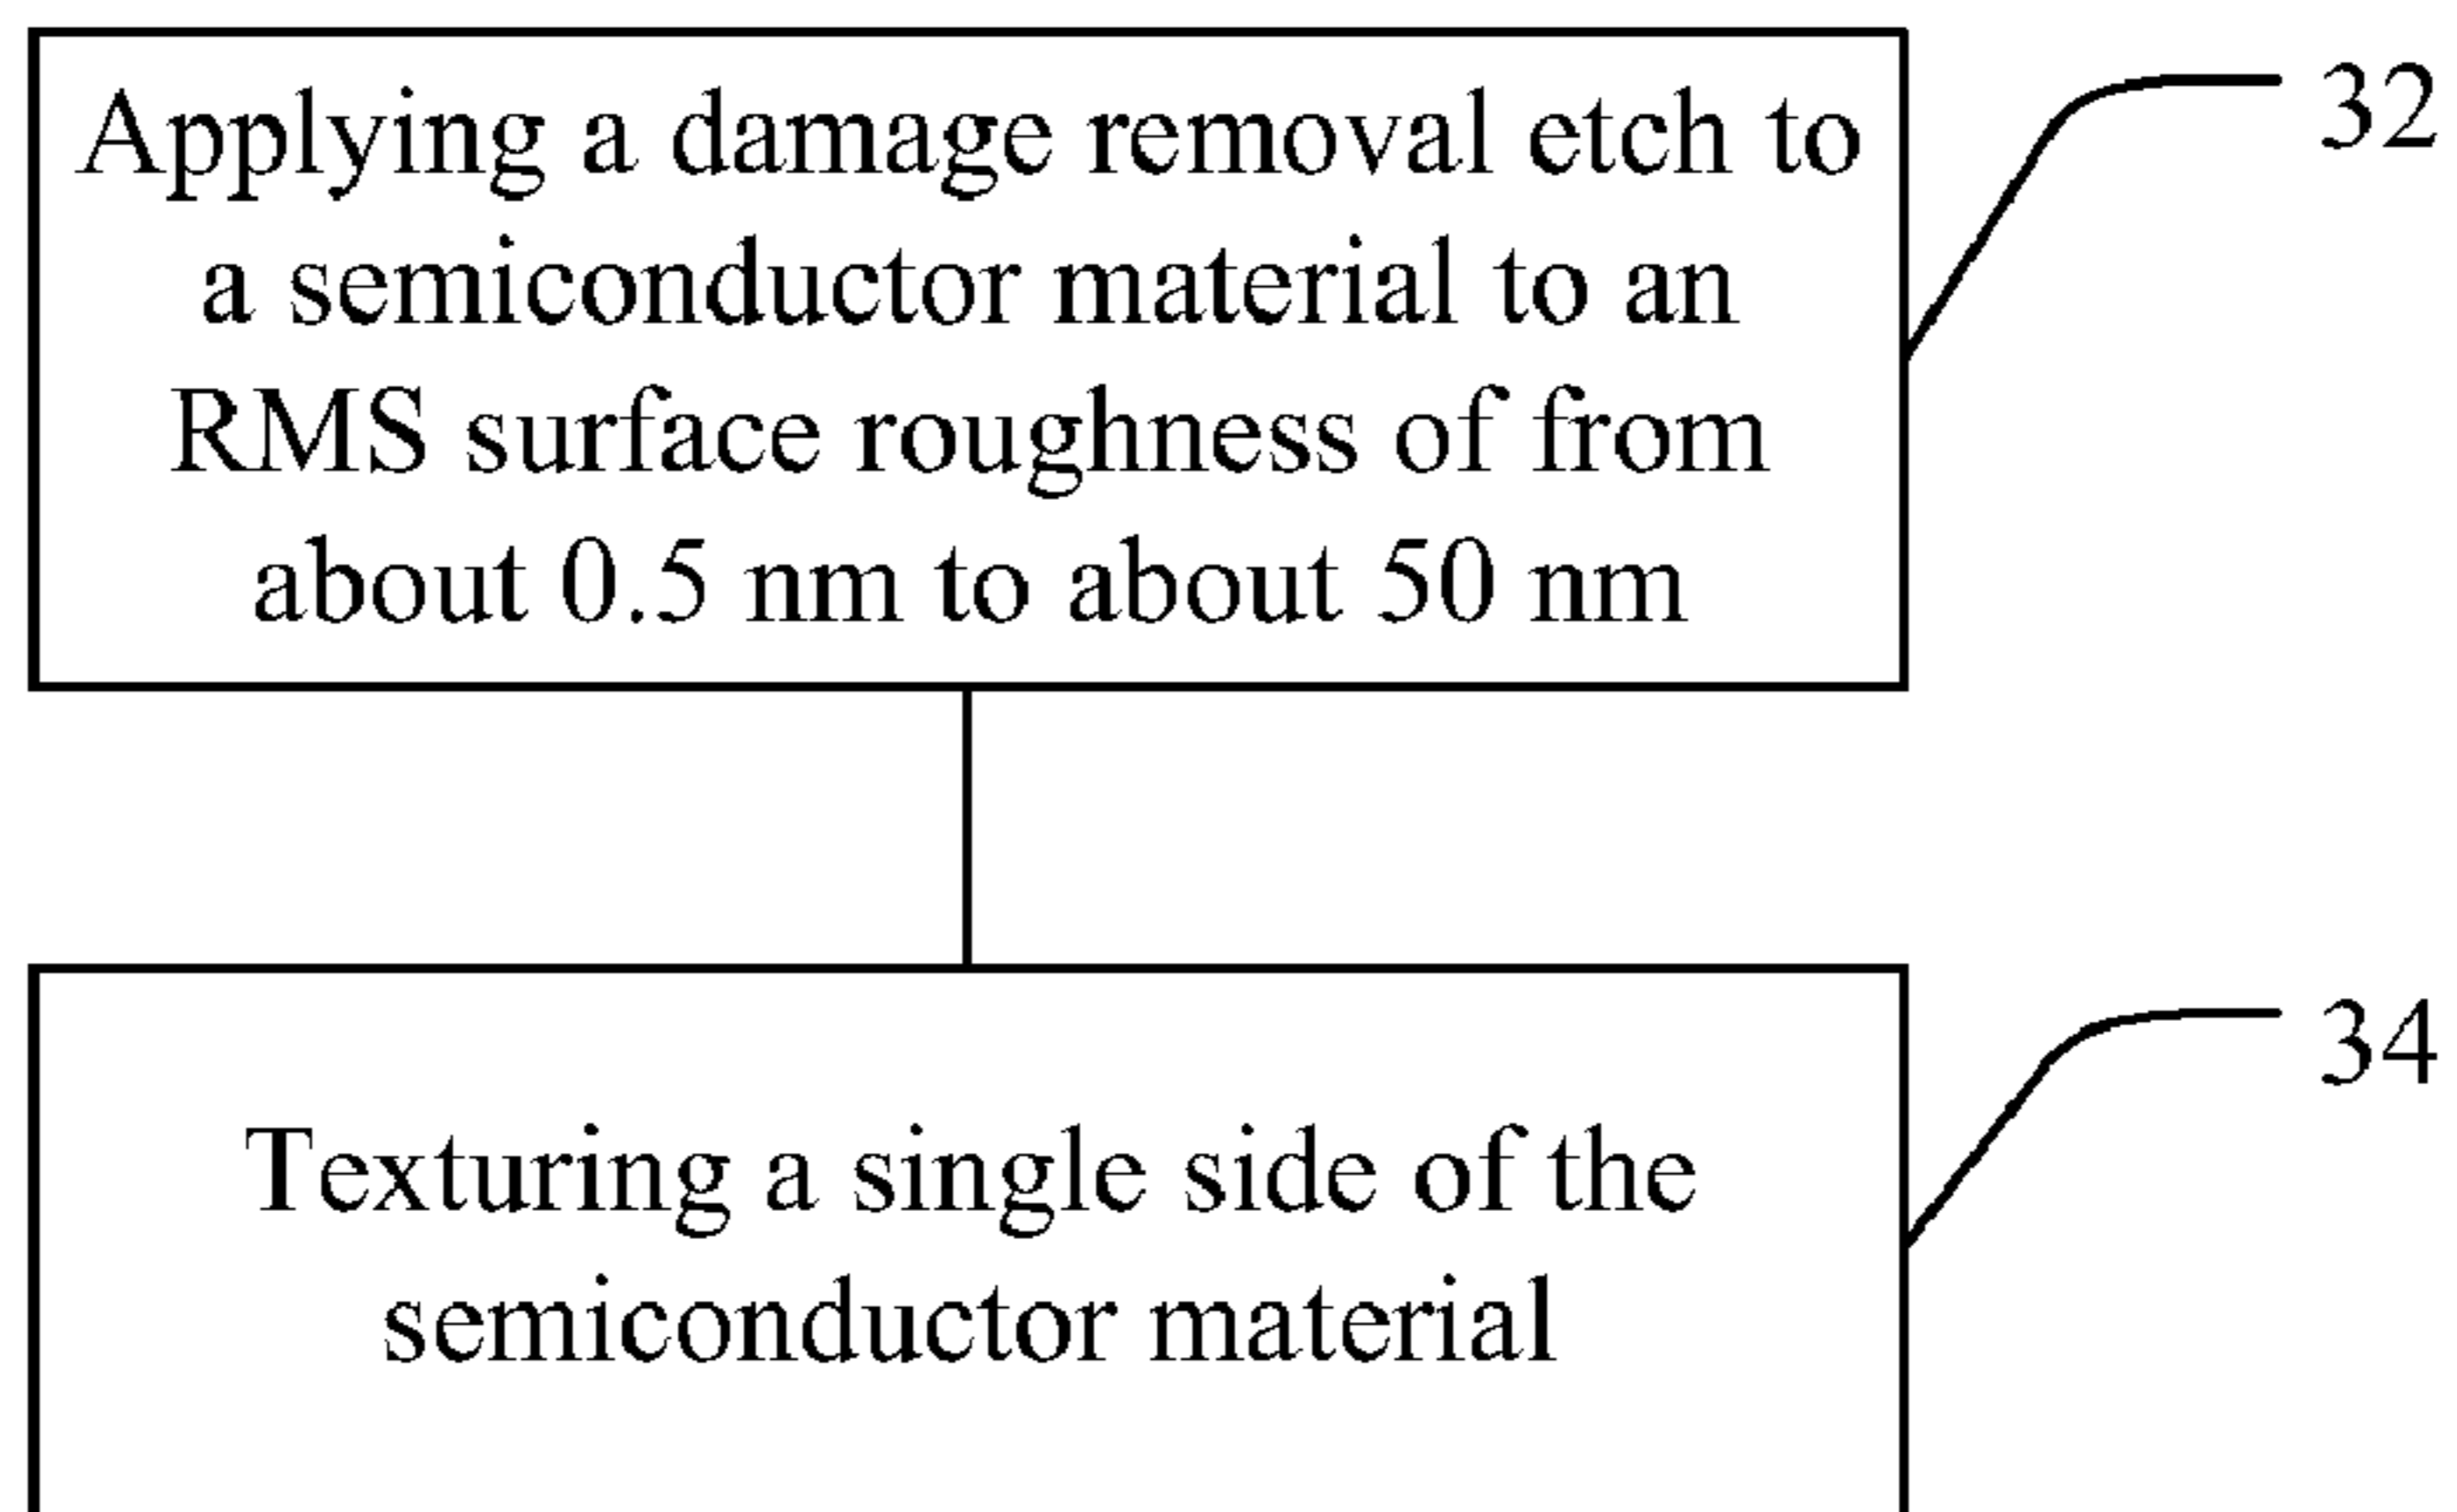 Applying a damage removal etch to
a semiconductor material to an
RMS surface roughness of from
about 0.5 nm to about 50 nm
32
Texturing a single side of the
semiconductor material
34